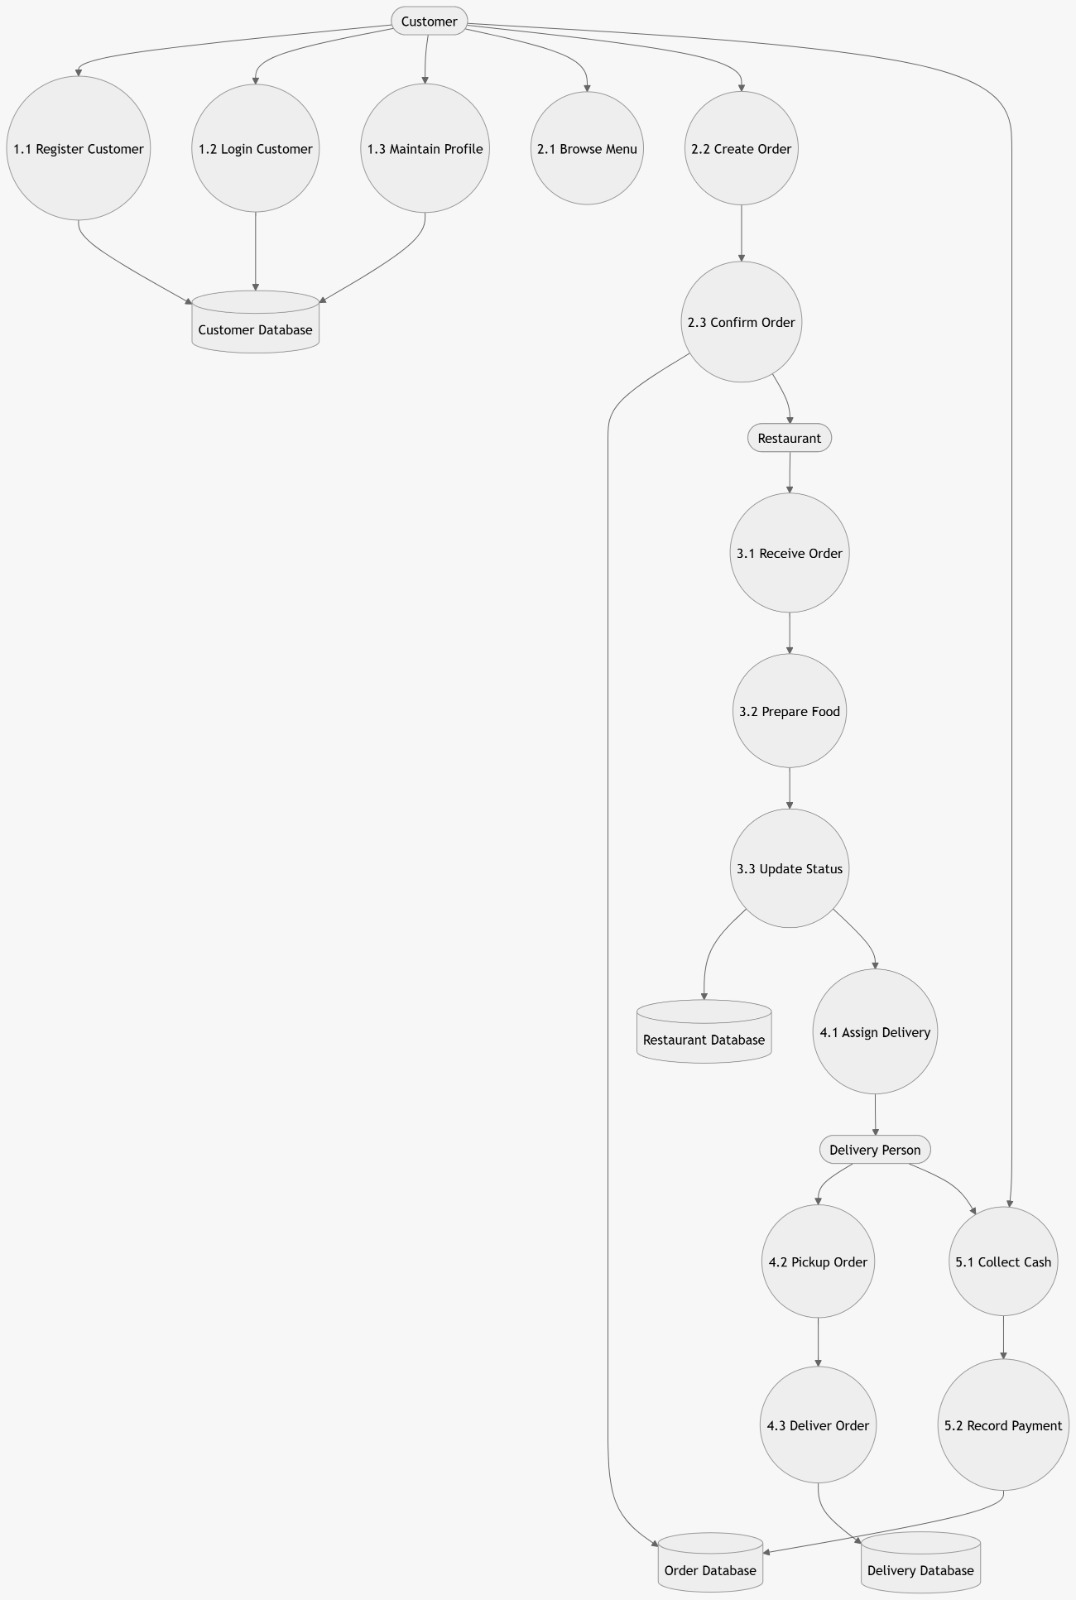 Customer
1.1 Register Customer
1.2 Login Customer
1.3 Maintain Profile
2.1 Browse Menu
2.2 Create Order
Customer Database
2.3 Confirm Order
Restaurant
3.1 Receive Order
3.2 Prepare Food
3.3 Update Status
Restaurant Database
4.1 Assign Delivery
Delivery Person
4.2 Pickup Order
5.1 Collect Cash
4.3 Deliver Order
5.2 Record Payment
Order Database
Delivery Database